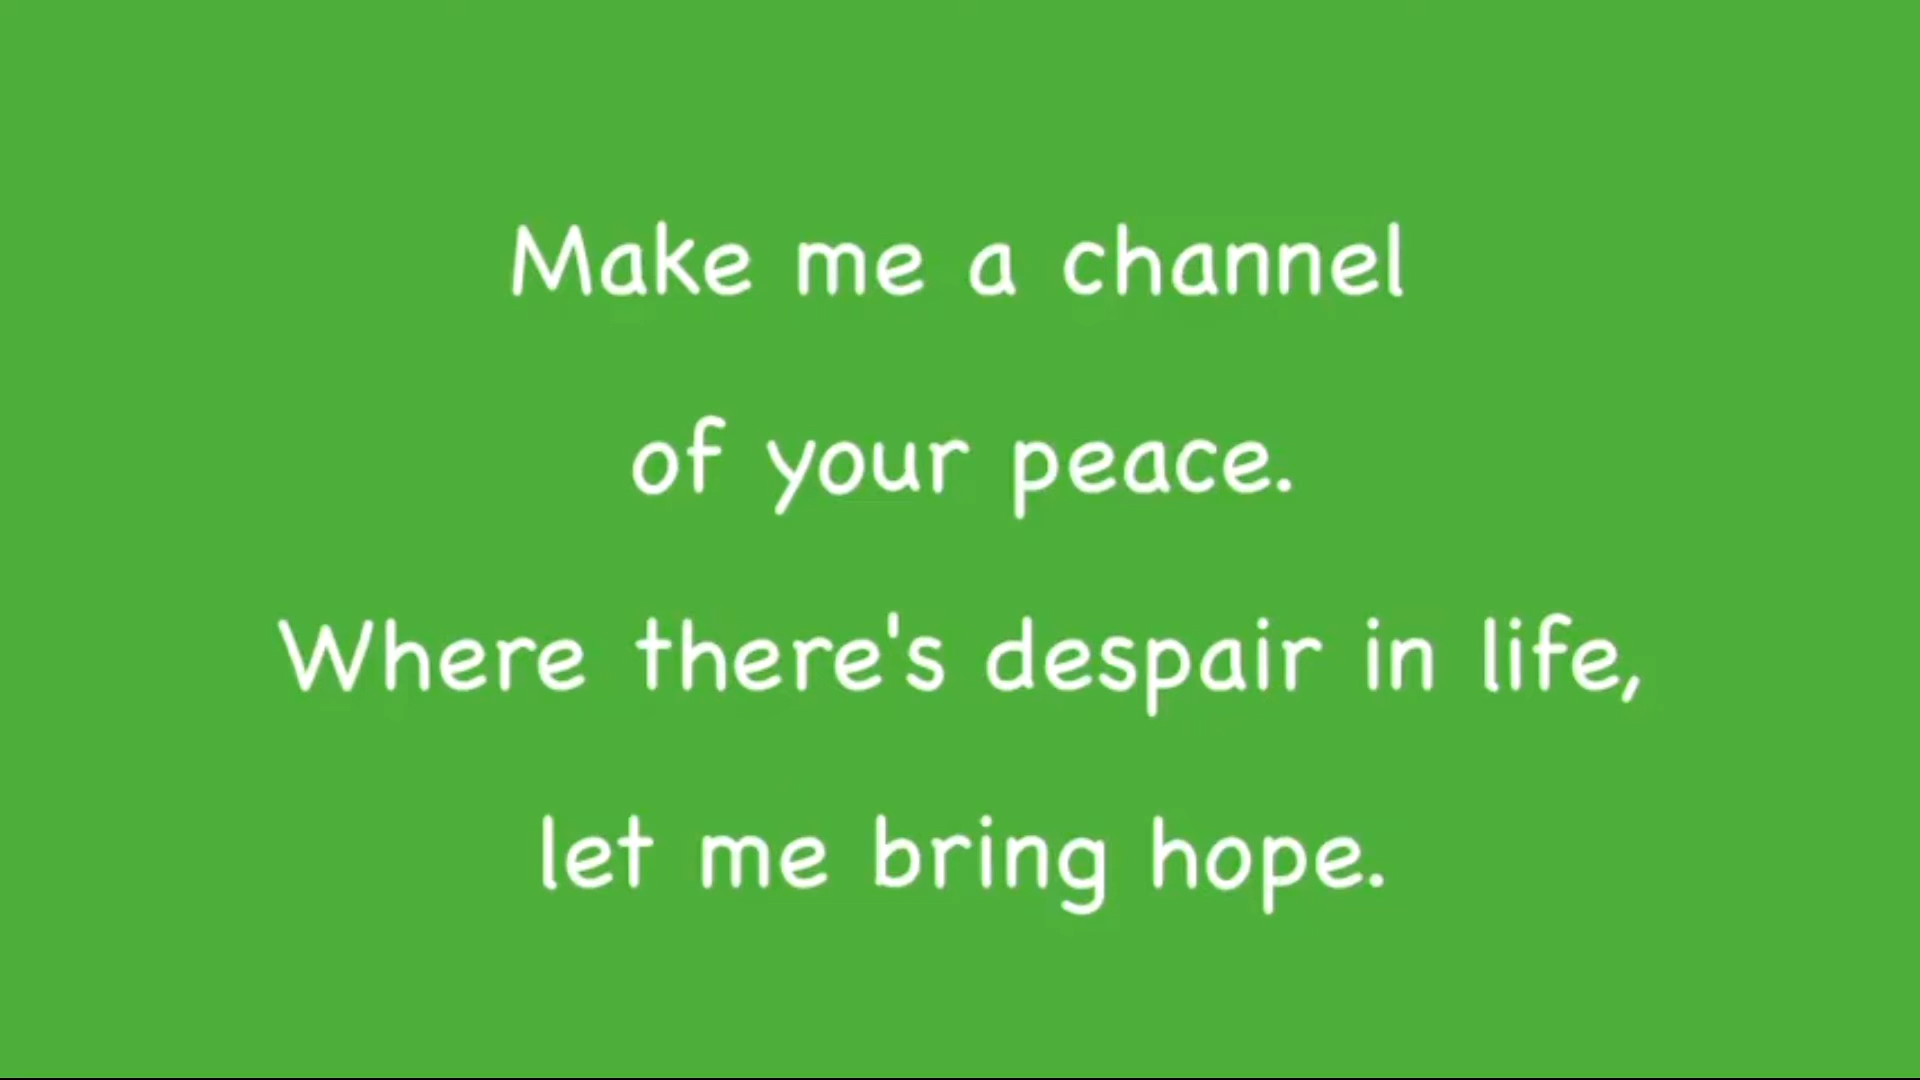 Make me a channel
of your peace.
Where there's despair in life,
let me bring hope.